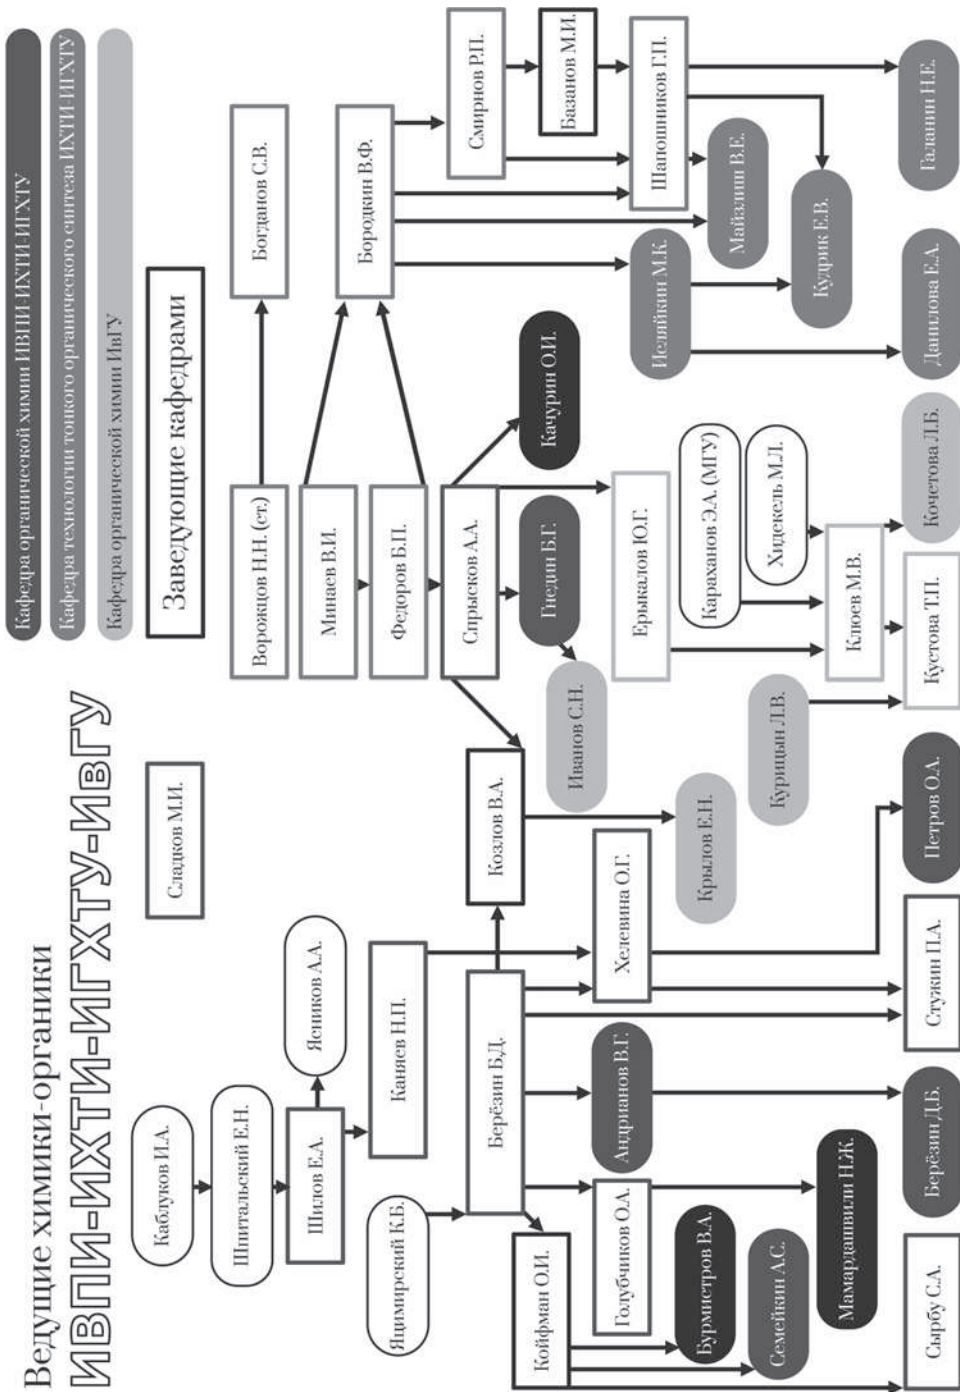 Ведущие химики-органики
ИВПИ-ИХТИ-ИГХТУ-ИвГУ
Кафедра органической химии ИВПИ-ИХТИ-ИГХТУ
Кафедра технологии тонкого органического синтеза ИХТИ-ИГХТУ
Кафедра органической химии ИвГУ
Заведующие кафедрами
Каблуков И.А.
Сладков М.И.
Шпитальский Е.Н.
Ворожцов Н.Н. (ст.)
Богданов С.В.
Шилов Е.А.
Ясников А.А.
Минаев В.И.
Бородкин В.Ф.
Яцимирский К.Б.
Каняев Н.П.
Федоров Б.П.
Смирнов Р.П.
Берёзин Б.Д.
Козлов В.А.
Спрысков А.А.
Койфман О.И.
Иванов С.Н.
Гнедин Б.Г.
Качурин О.И.
Базанов М.И.
Голубчиков О.А.
Андрианов В.Г.
Хелевина О.Г.
Ерыкалов Ю.Г.
Исляйкин М.К.
Шапошников Г.П.
Бурмистров В.А.
Крылов Е.Н.
Караханов Э.А. (МГУ)
Майзлиш В.Е.
Семейкин А.С.
Курицын Л.В.
Хидекель М.Л.
Мамардашвили Н.Ж.
Клюев М.В.
Кудрик Е.В.
Сырбу С.А.
Берёзин Д.Б.
Стужин П.А.
Петров О.А.
Кустова Т.П.
Кочетова Л.Б.
Данилова Е.А.
Галанин Н.Е.